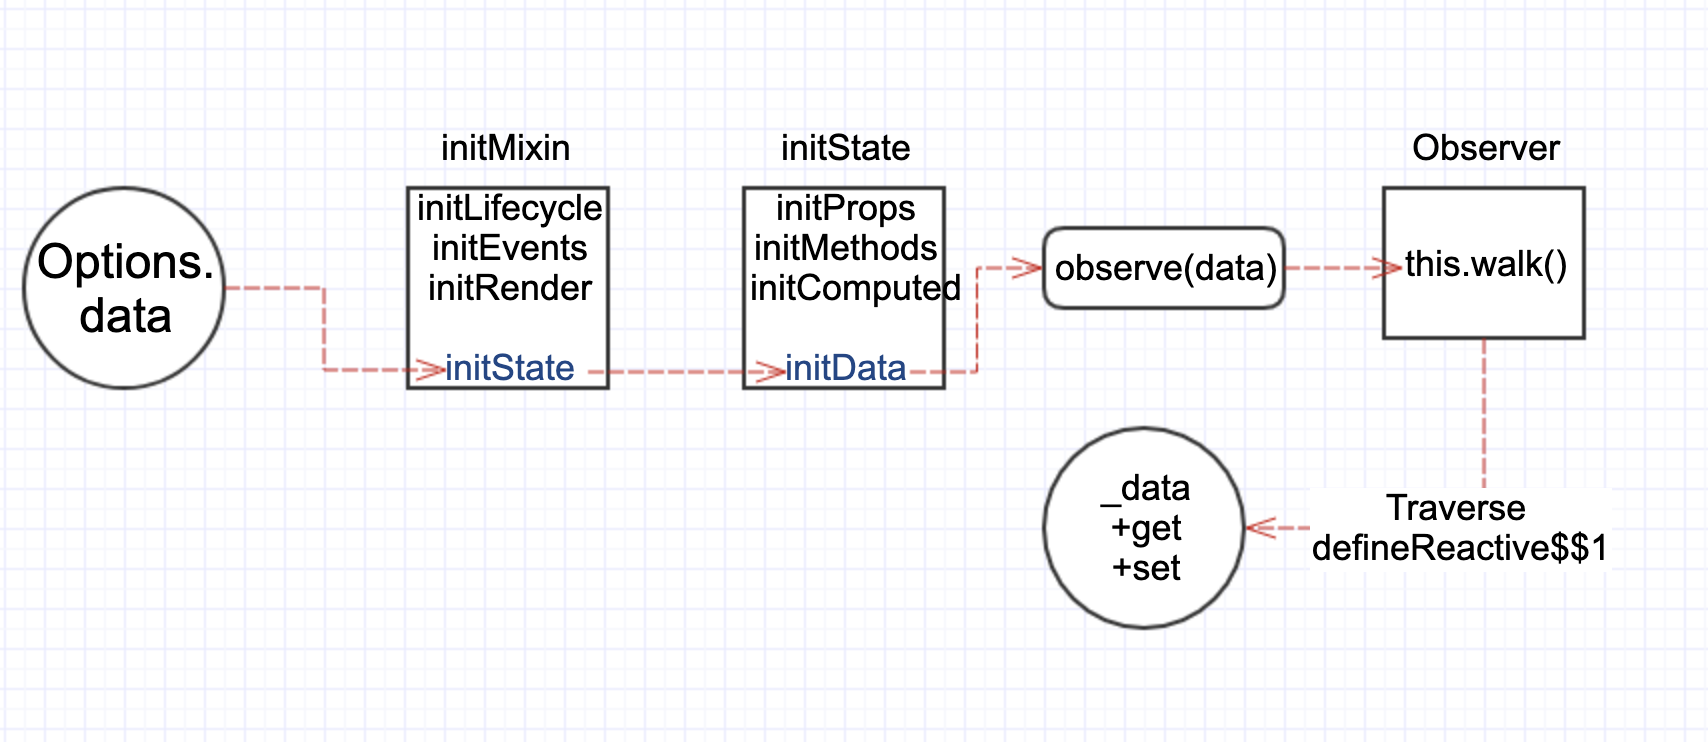 Options.
data
initMixin
initLifecycle
initEvents
initRender
initState
initState
initProps
initMethods
initComputed
initData
observe(data)
Observer
this.walk()
Traverse
defineReactive$$1
_data
+get
+set